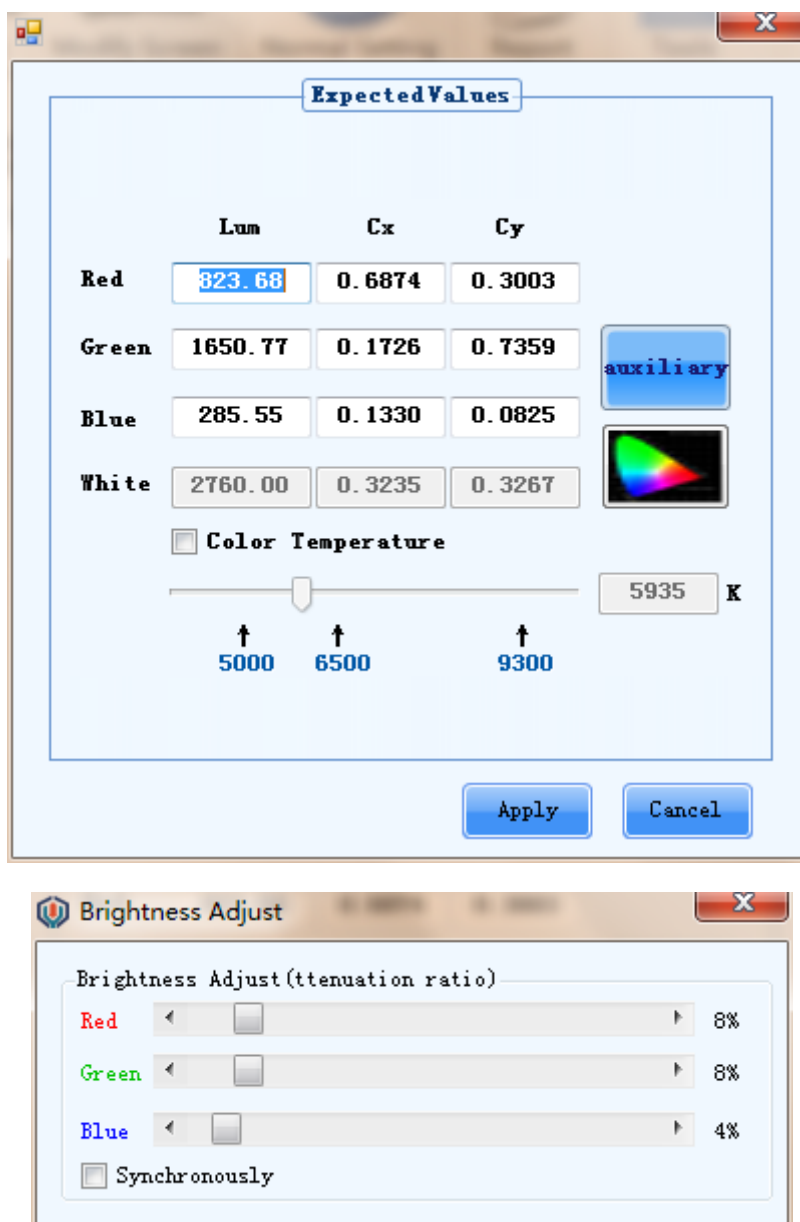 ExpectedValues
Lum Cx Cy
Red 823.68 0.6874 0.3003
Green 1650.77 0.1726 0.7359
auxiliary
Blue 285.55 0.1330 0.0825
White 2760.00 0.3235 0.3267
Color Temperature
5935 K
5000 6500 9300
Apply Cancel
Brightness Adjust
Brightness Adjust(ttenuation ratio)
Red 8%
Green 8%
Blue 4%
Synchronously